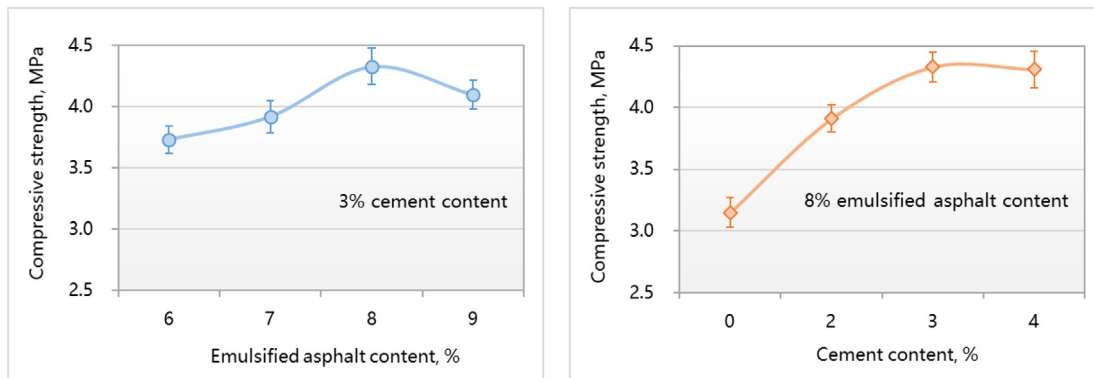 Compressive strength, MPa
4.5
4.0
3.5
3.0
2.5
3% cement content
6 7 8 9
Emulsified asphalt content, %
Compressive strength, MPa
4.5
4.0
3.5
3.0
2.5
8% emulsified asphalt content
0 2 3 4
Cement content, %